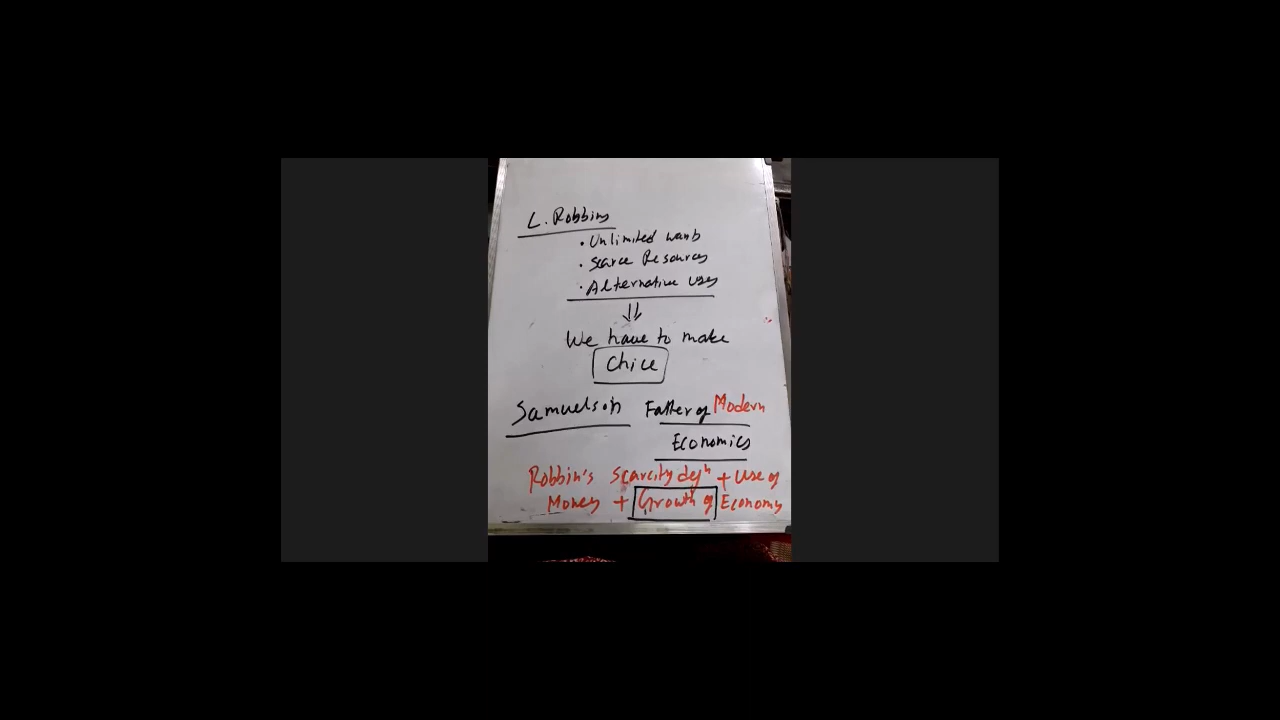 L. Robbins
• Unlimited wants
• Scarce Resources
• Alternative uses
⇓
We have to make
Chice
Samuelson Father of Modern
Economics
Robbin's Scarcity defⁿ + Use of
Money + Growth of Economy